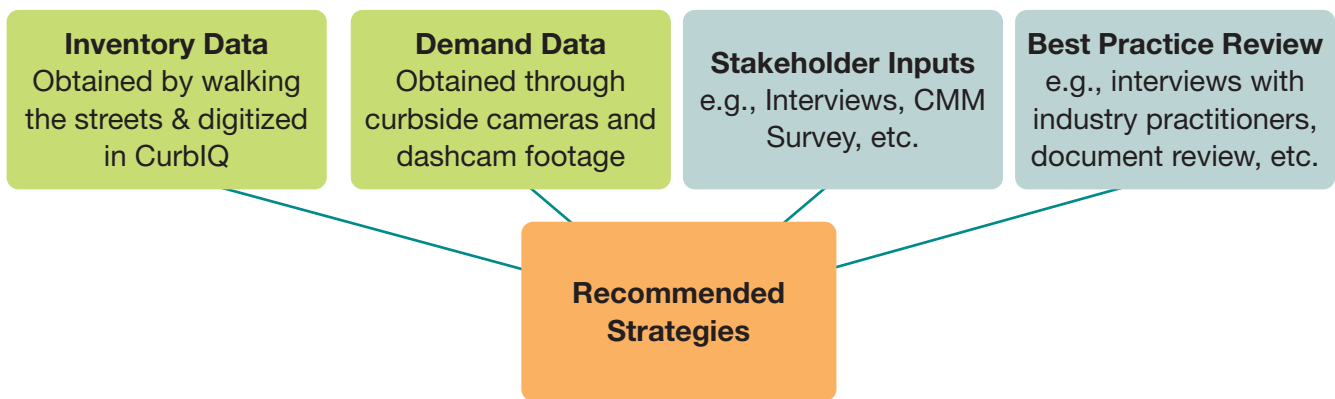 Inventory Data
Obtained by walking
the streets & digitized
in CurbIQ
Demand Data
Obtained through
curbside cameras and
dashcam footage
Stakeholder Inputs
e.g., Interviews, CMM
Survey, etc.
Best Practice Review
e.g., interviews with
industry practitioners,
document review, etc.
Recommended
Strategies